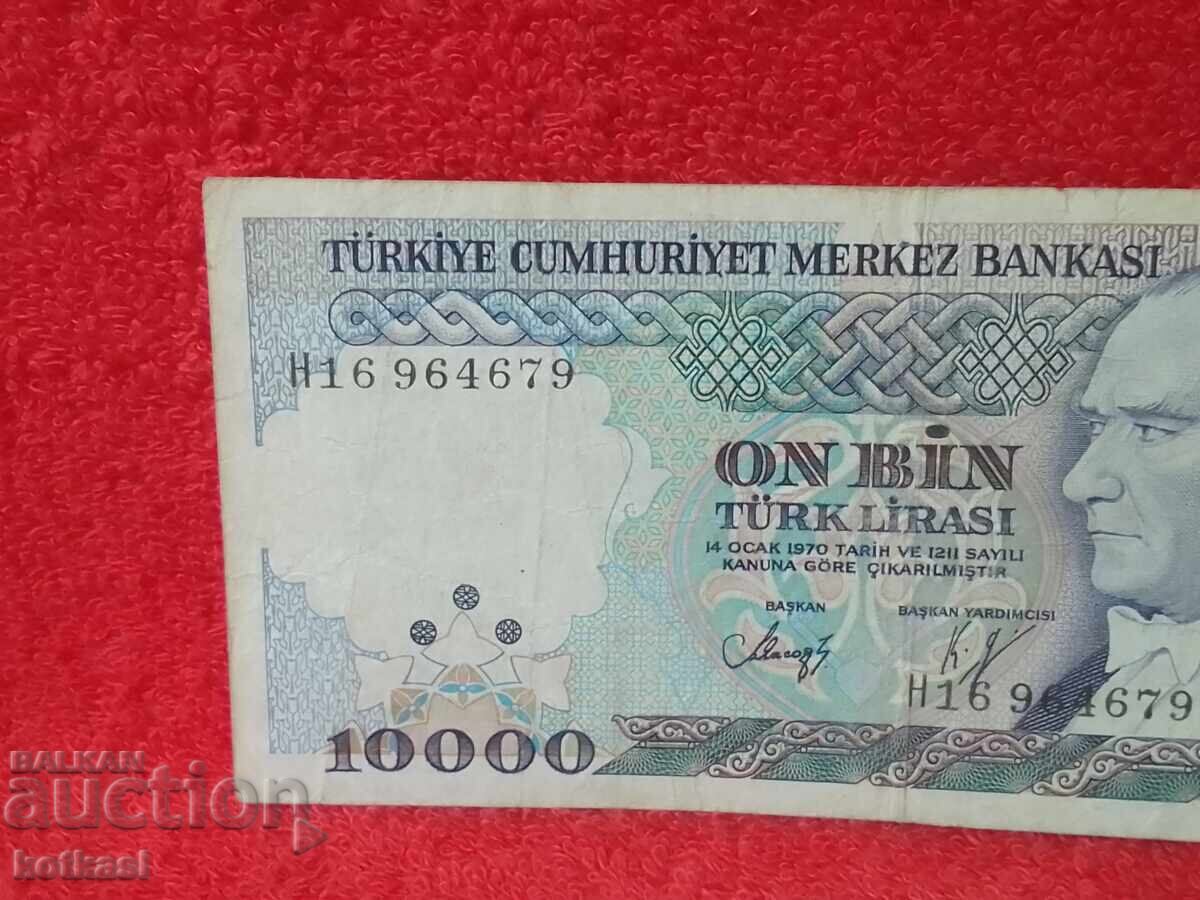 TÜRKİYE CUMHURİYET MERKEZ BANKASI
H16 964679
ON BİN
TÜRK LİRASI
14 OCAK 1970 TARİH VE 1211 SAYILI
KANUNA GÖRE ÇIKARILMIŞTIR
BAŞKAN BAŞKAN YARDIMCISI
H16 964679
10000
BALKAN
auction
kotkasl